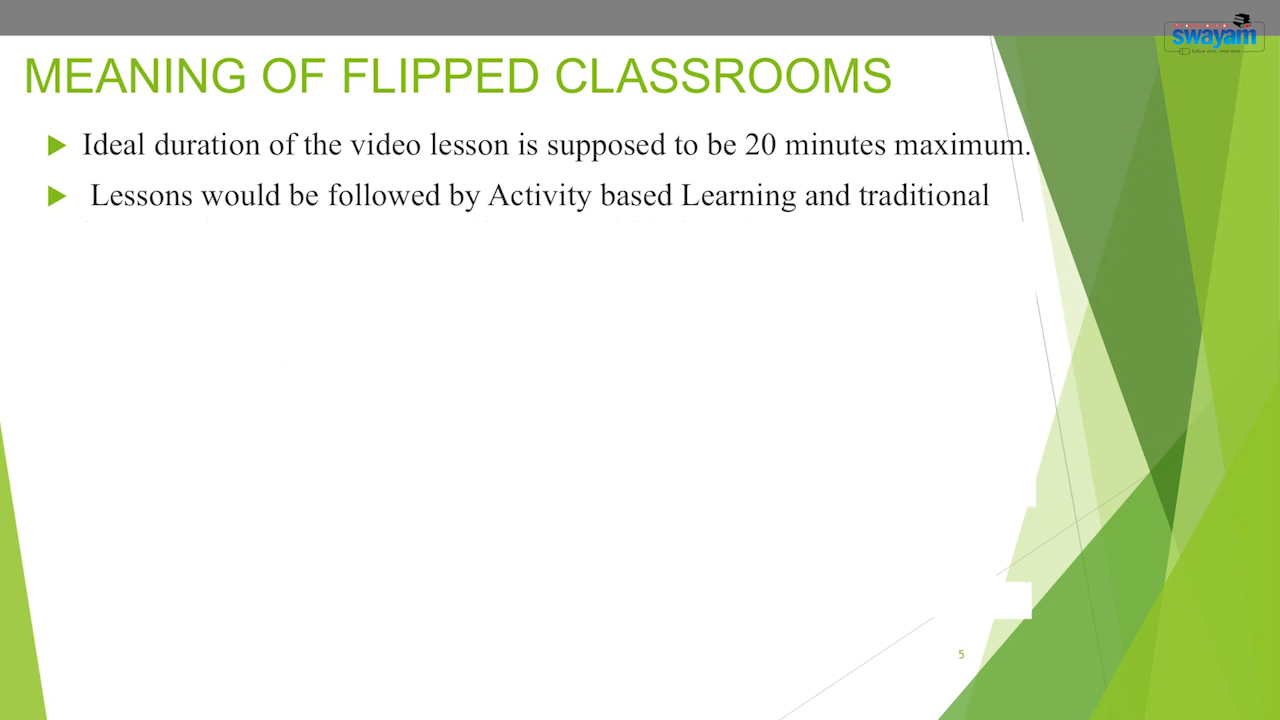 swayam
MEANING OF FLIPPED CLASSROOMS
Ideal duration of the video lesson is supposed to be 20 minutes maximum.
Lessons would be followed by Activity based Learning and traditional
5